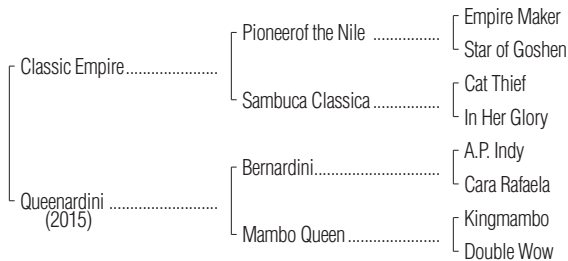 Empire Maker
Pioneerof the Nile ................
Star of Goshen
Classic Empire......................
Cat Thief
Sambuca Classica ................
In Her Glory
A.P. Indy
Bernardini..............................
Cara Rafaela
Queenardini ..........................
(2015)
Kingmambo
Mambo Queen ......................
Double Wow